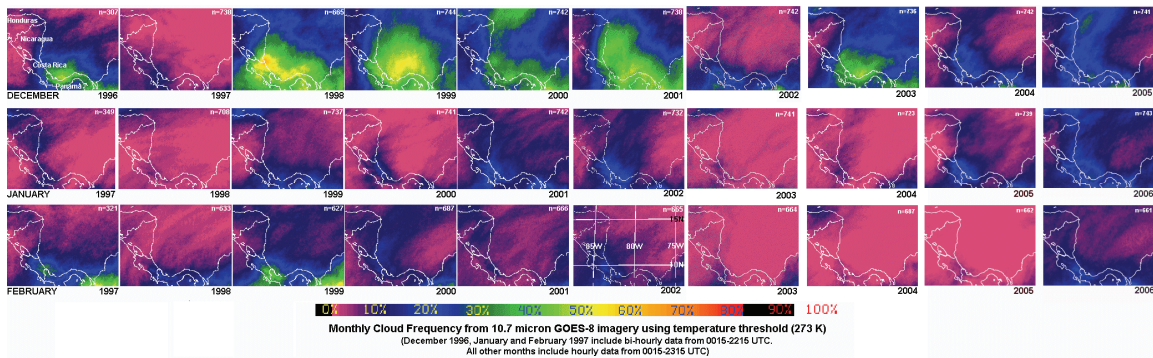 Honduras
Nicaragua
Costa Rica
Panamá
n=307 n=738 n=665 n=744 n=742 n=738 n=742 n=736 n=742 n=741
DECEMBER 1996 1997 1998 1999 2000 2001 2002 2003 2004 2005
n=349 n=708 n=737 n=741 n=742 n=732 n=741 n=723 n=739 n=743
JANUARY 1997 1998 1999 2000 2001 2002 2003 2004 2005 2006
n=321 n=633 n=627 n=687 n=666 n=665 n=664 n=687 n=662 n=661
15N
85W 80W 75W
10N
FEBRUARY 1997 1998 1999 2000 2001 2002 2003 2004 2005 2006
0% 10% 20% 30% 40% 50% 60% 70% 80% 90% 100%
Monthly Cloud Frequency from 10.7 micron GOES-8 imagery using temperature threshold (273 K)
(December 1996, January and February 1997 include bi-hourly data from 0015-2215 UTC.
All other months include hourly data from 0015-2315 UTC)